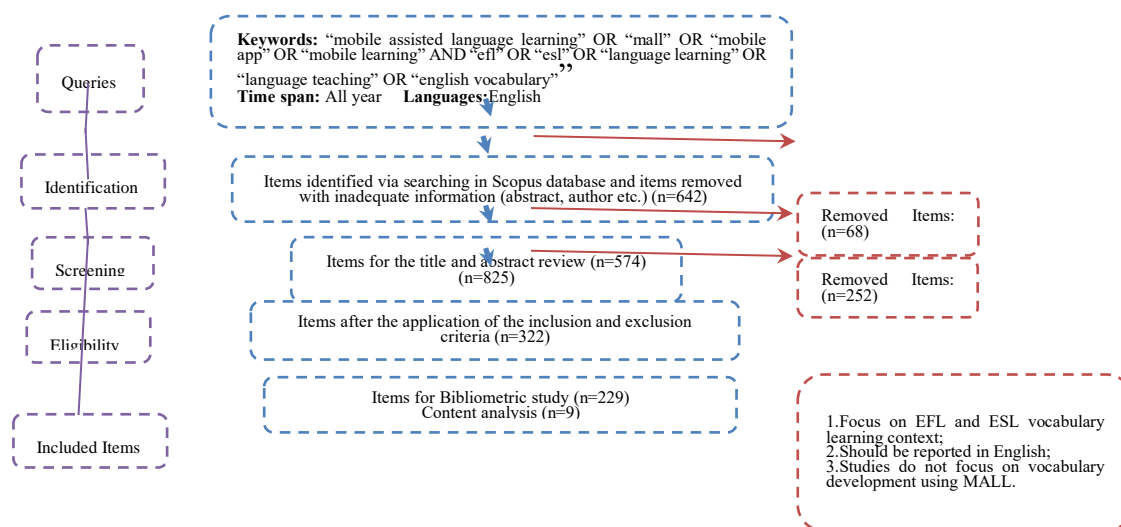 Queries
Keywords: “mobile assisted language learning” OR “mall” OR “mobile
app” OR “mobile learning” AND “efl” OR “esl” OR “language learning” OR
“language teaching” OR “english vocabulary””
Time span: All year Languages:English
Identification
Items identified via searching in Scopus database and items removed
with inadequate information (abstract, author etc.) (n=642)
Removed Items:
(n=68)
Screening
Items for the title and abstract review (n=574)
(n=825)
Removed Items:
(n=252)
Eligibility
Items after the application of the inclusion and exclusion
criteria (n=322)
Included Items
Items for Bibliometric study (n=229)
Content analysis (n=9)
1.Focus on EFL and ESL vocabulary
learning context;
2.Should be reported in English;
3.Studies do not focus on vocabulary
development using MALL.